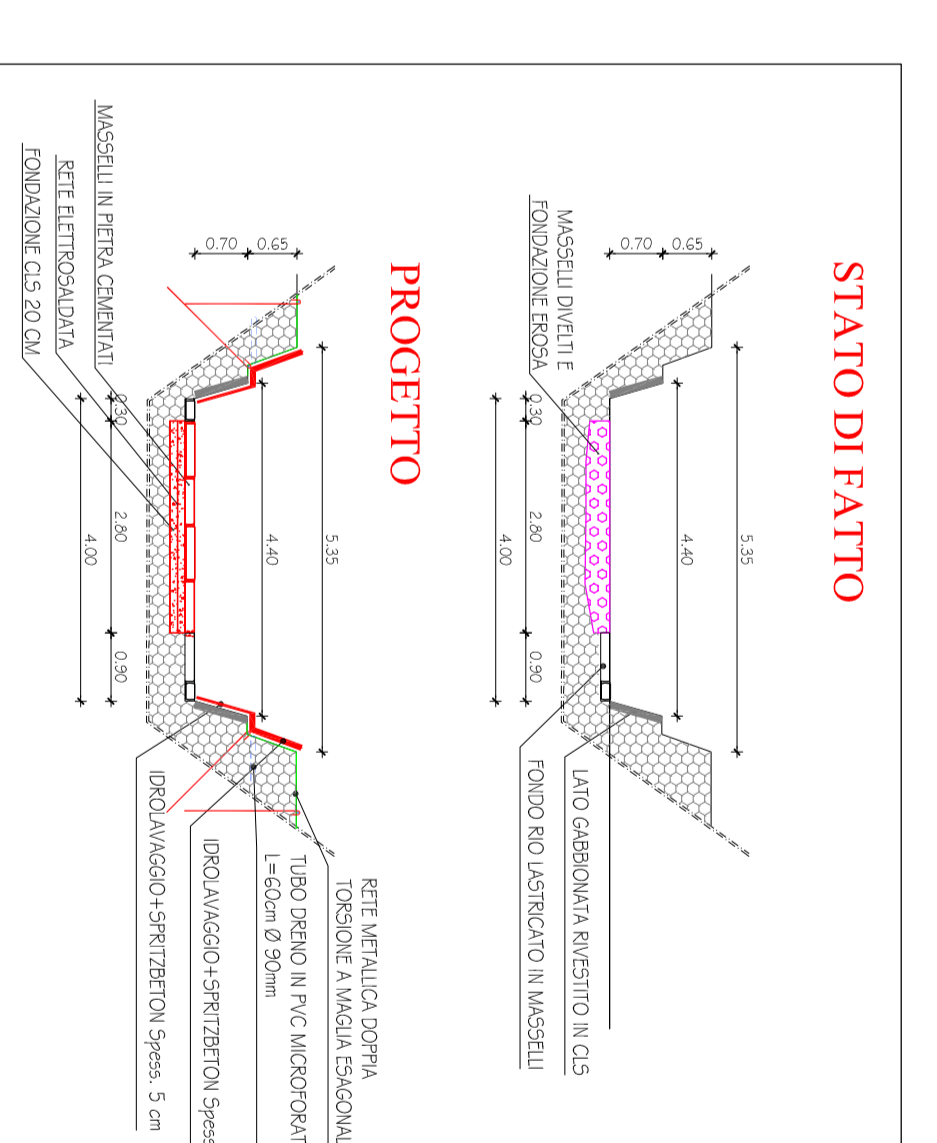 STATO DI FATTO
5.35
4.40
0.65
0.70
0.30
2.80
0.90
4.00
MASSELLI DIVELTI E
FONDAZIONE EROSA
LATO GABBIONATA RIVESTITO IN CLS
FONDO RIO LASTRICATO IN MASSELLI
PROGETTO
5.35
4.40
0.65
0.70
0.30
2.80
0.90
4.00
MASSELLI IN PIETRA CEMENTATI
RETE ELETTROSALDATA
FONDAZIONE CLS 20 CM
RETE METALLICA DOPPIA
TORSIONE A MAGLIA ESAGONAL
TUBO DRENO IN PVC MICROFORAT
L=60cm Ø 90mm
IDROLAVAGGIO+SPRITZBETON Spess
IDROLAVAGGIO+SPRITZBETON Spess. 5 cm